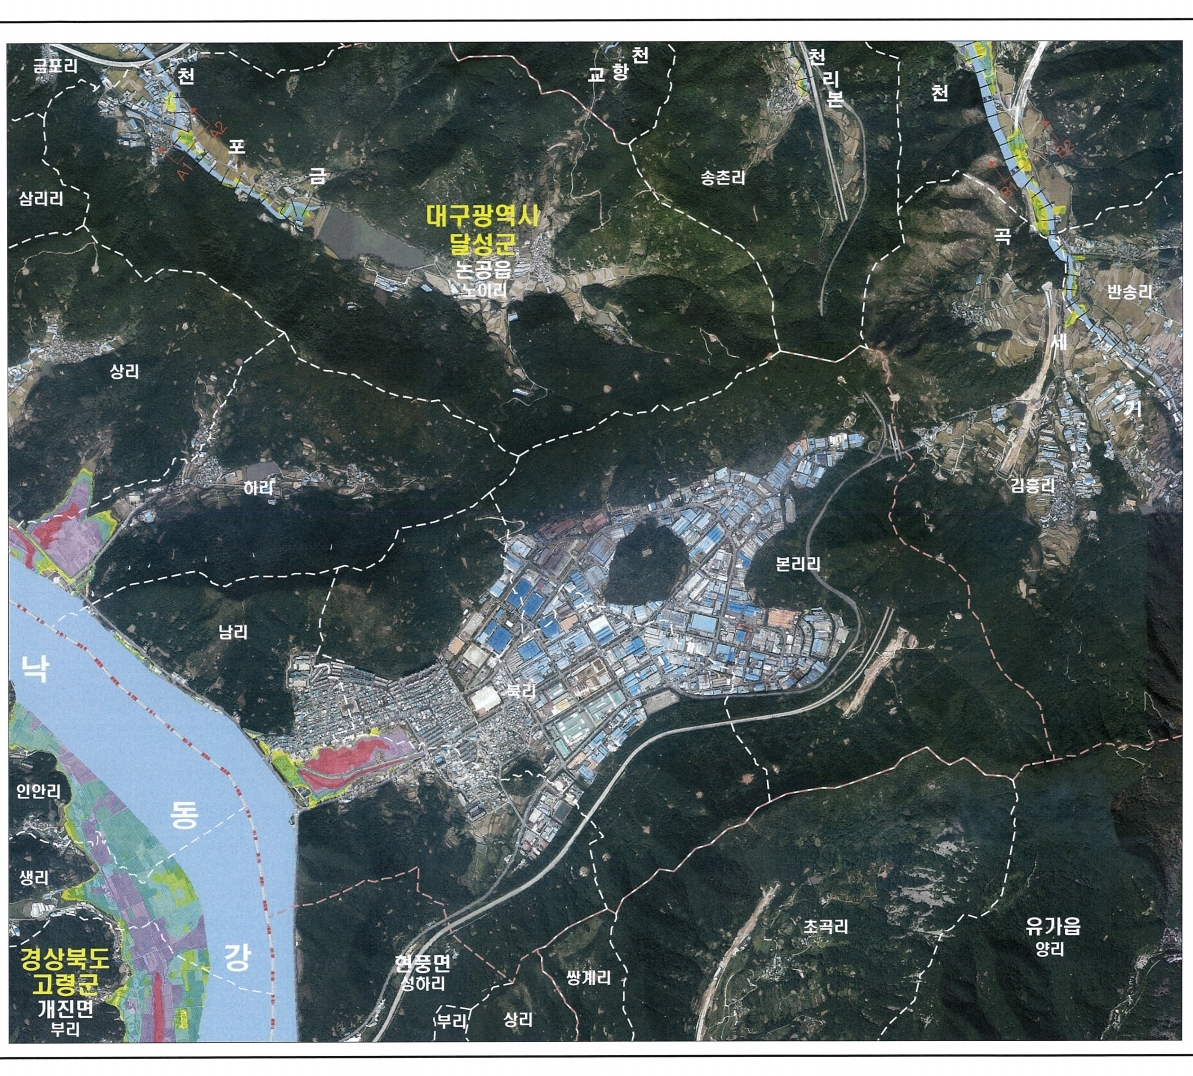 금포리
천
교 항 천
천
리
본
천
A2
A1
포
금
송촌리
삼리리
대구광역시
달성군
논공읍
노이리
곡
반송리
세
상리
거
하리
김흥리
본리리
남리
낙
북리
인안리
동
생리
초곡리
유가읍
양리
강
경상북도
고령군
개진면
부리
현풍면
성하리
쌍계리
부리
상리